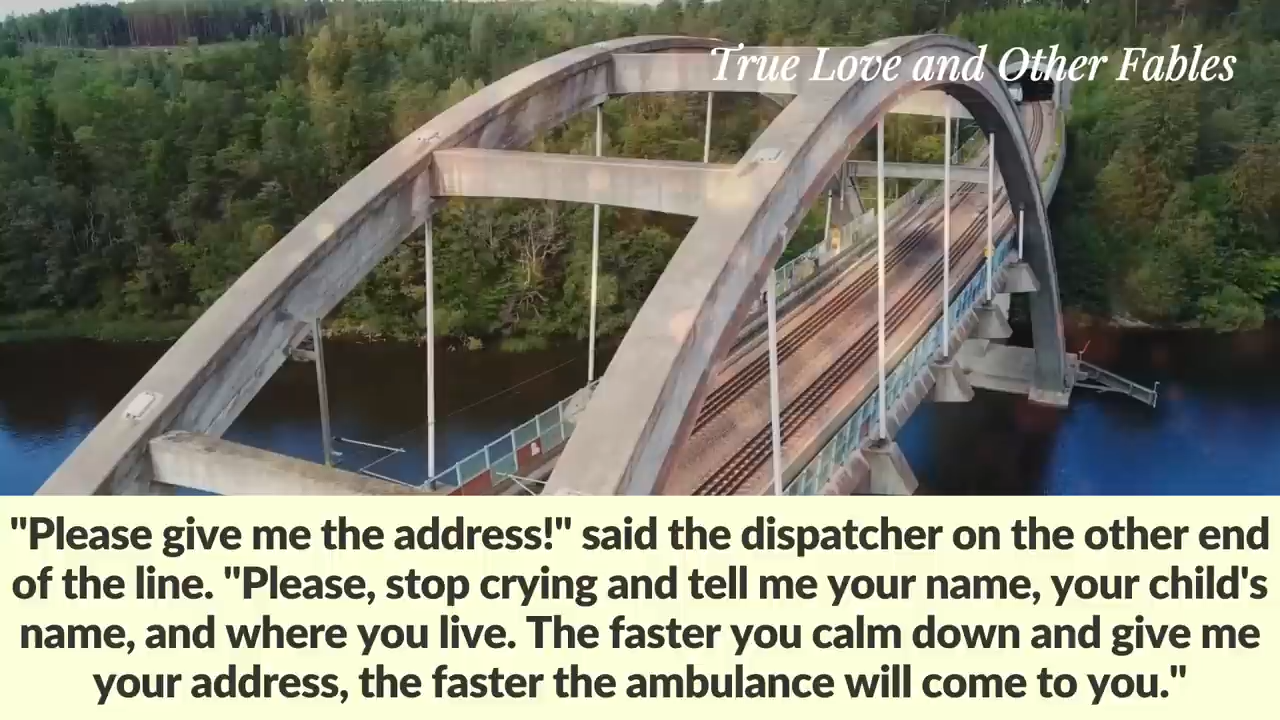 True Love and Other Fables
"Please give me the address!" said the dispatcher on the other end
of the line. "Please, stop crying and tell me your name, your child's
name, and where you live. The faster you calm down and give me
your address, the faster the ambulance will come to you."